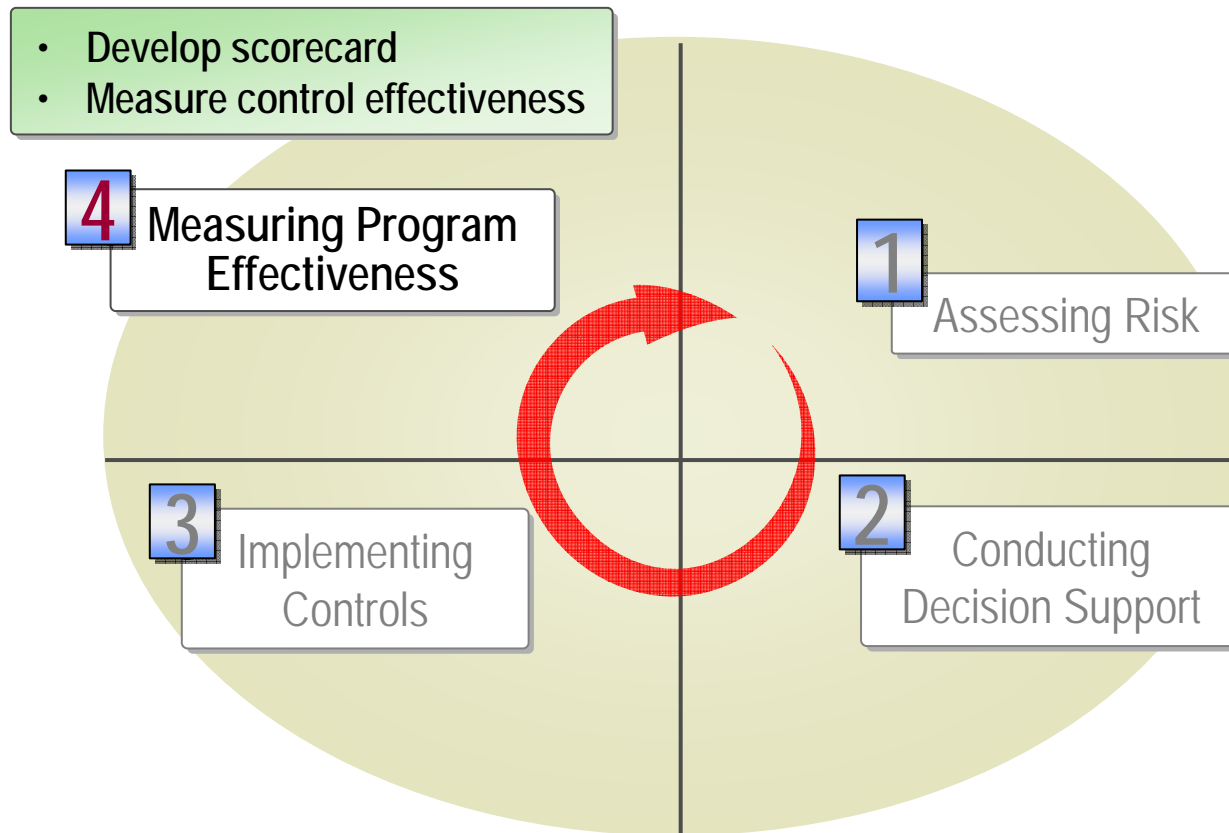 • Develop scorecard
• Measure control effectiveness
4
Measuring Program
Effectiveness
1
Assessing Risk
3
Implementing
Controls
2
Conducting
Decision Support